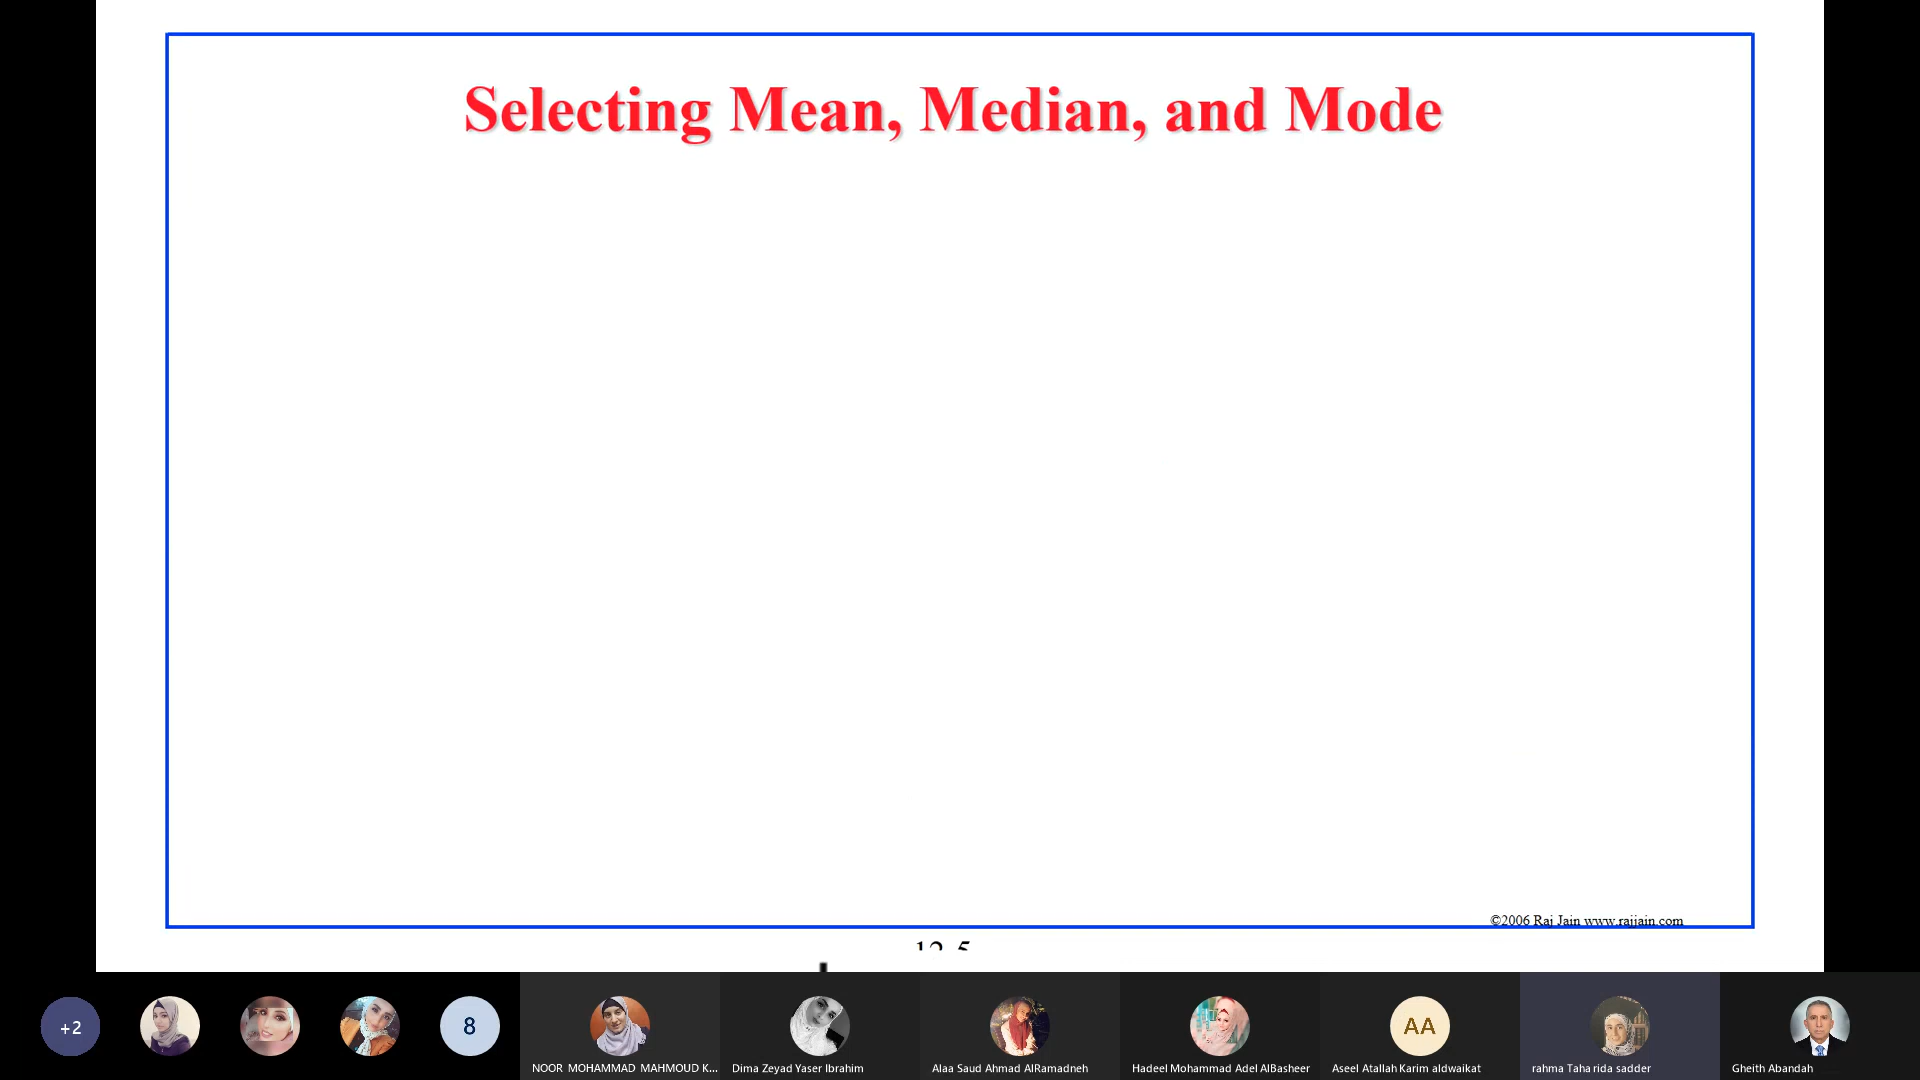 Selecting Mean, Median, and Mode
©2006 Raj Jain www.rajjain.com
12-5
+2
8
AA
NOOR MOHAMMAD MAHMOUD K...
Dima Zeyad Yaser Ibrahim
Alaa Saud Ahmad AlRamadneh
Hadeel Mohammad Adel AlBasheer
Aseel Atallah Karim aldwaikat
rahma Taha rida sadder
Gheith Abandah